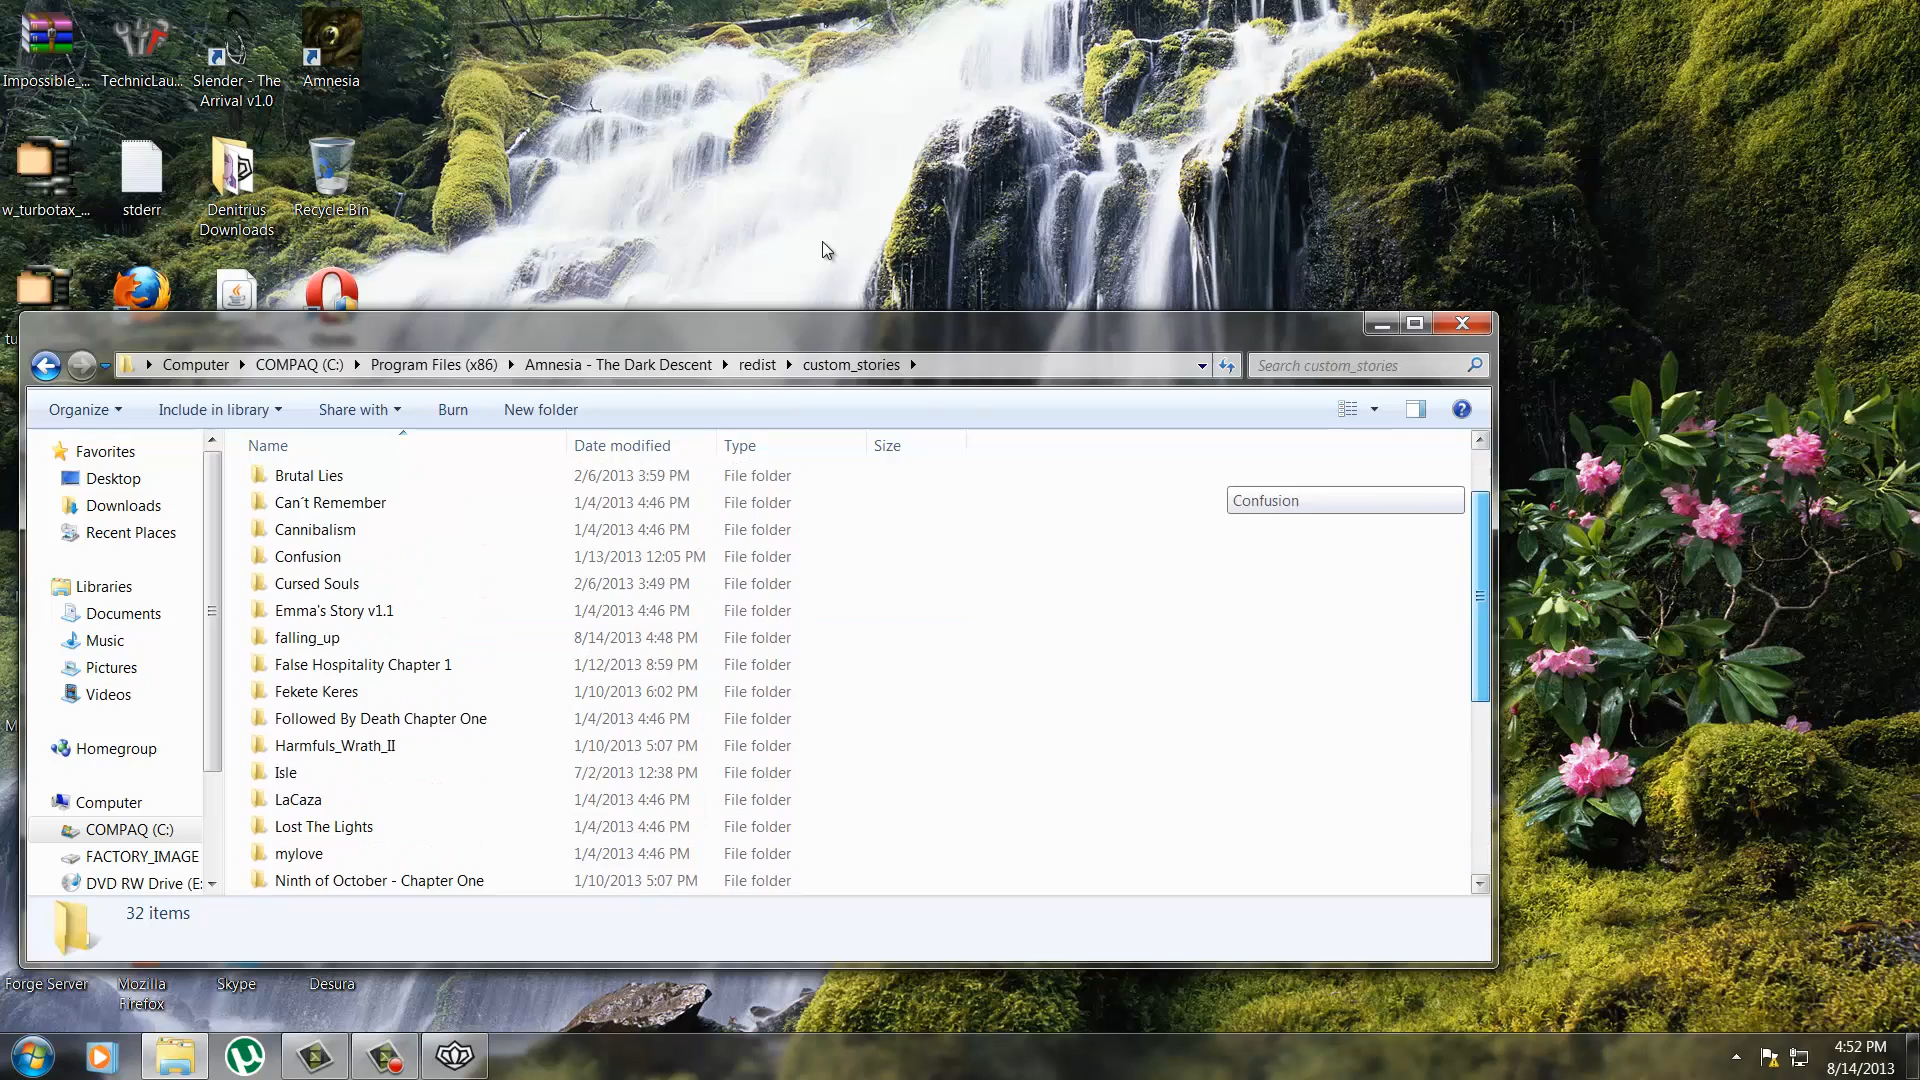 Impossible_...
TechnicLau...
Slender - The
Arrival v1.0
Amnesia
w_turbotax_...
stderr
Denitrius
Downloads
Recycle Bin
Computer
COMPAQ (C:)
Program Files (x86)
Amnesia - The Dark Descent
redist
custom_stories
Search custom_stories
Organize
Include in library
Share with
Burn
New folder
Favorites
Desktop
Downloads
Recent Places
Libraries
Documents
Music
Pictures
Videos
Homegroup
Computer
COMPAQ (C:)
FACTORY_IMAGE
DVD RW Drive (E:
Name Date modified Type Size
Brutal Lies 2/6/2013 3:59 PM File folder
Can´t Remember 1/4/2013 4:46 PM File folder
Cannibalism 1/4/2013 4:46 PM File folder
Confusion 1/13/2013 12:05 PM File folder
Cursed Souls 2/6/2013 3:49 PM File folder
Emma's Story v1.1 1/4/2013 4:46 PM File folder
falling_up 8/14/2013 4:48 PM File folder
False Hospitality Chapter 1 1/12/2013 8:59 PM File folder
Fekete Keres 1/10/2013 6:02 PM File folder
Followed By Death Chapter One 1/4/2013 4:46 PM File folder
Harmfuls_Wrath_II 1/10/2013 5:07 PM File folder
Isle 7/2/2013 12:38 PM File folder
LaCaza 1/4/2013 4:46 PM File folder
Lost The Lights 1/4/2013 4:46 PM File folder
mylove 1/4/2013 4:46 PM File folder
Ninth of October - Chapter One 1/10/2013 5:07 PM File folder
Confusion
32 items
Forge Server
Mozilla
Firefox
Skype
Desura
4:52 PM
8/14/2013